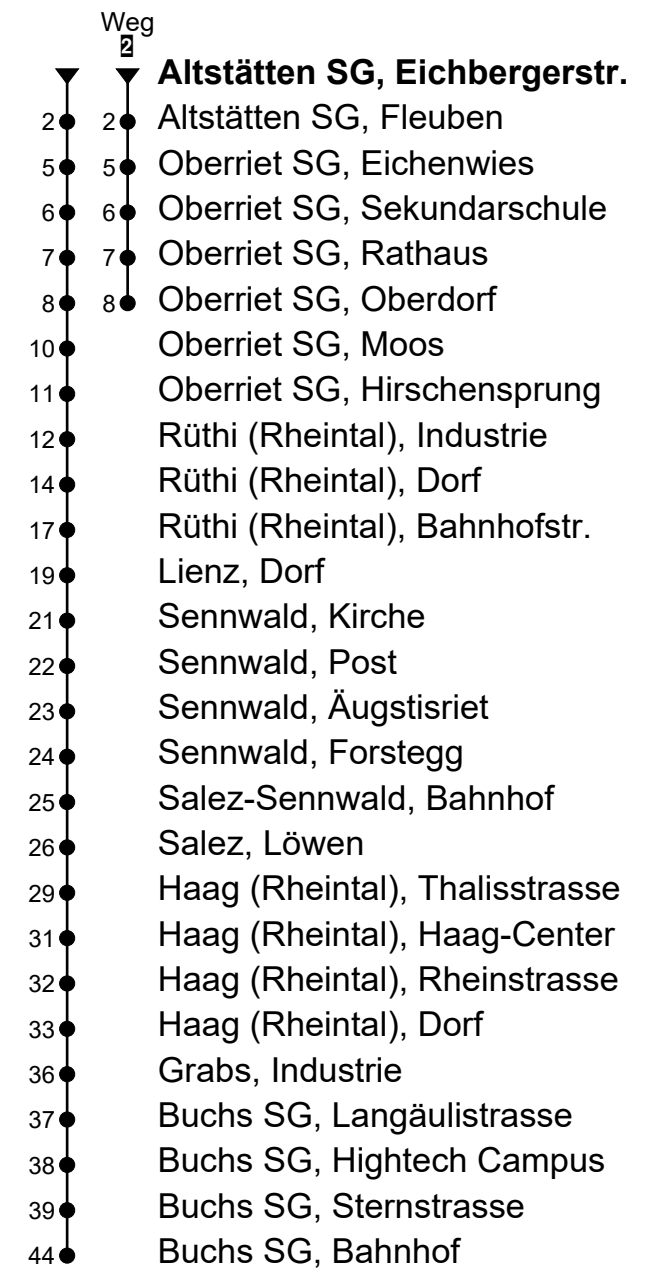 Weg
2
Altstätten SG, Eichbergerstr.
2 2 Altstätten SG, Fleuben
5 5 Oberriet SG, Eichenwies
6 6 Oberriet SG, Sekundarschule
7 7 Oberriet SG, Rathaus
8 8 Oberriet SG, Oberdorf
10 Oberriet SG, Moos
11 Oberriet SG, Hirschensprung
12 Rüthi (Rheintal), Industrie
14 Rüthi (Rheintal), Dorf
17 Rüthi (Rheintal), Bahnhofstr.
19 Lienz, Dorf
21 Sennwald, Kirche
22 Sennwald, Post
23 Sennwald, Äugstisriet
24 Sennwald, Forstegg
25 Salez-Sennwald, Bahnhof
26 Salez, Löwen
29 Haag (Rheintal), Thalisstrasse
31 Haag (Rheintal), Haag-Center
32 Haag (Rheintal), Rheinstrasse
33 Haag (Rheintal), Dorf
36 Grabs, Industrie
37 Buchs SG, Langäulistrasse
38 Buchs SG, Hightech Campus
39 Buchs SG, Sternstrasse
44 Buchs SG, Bahnhof